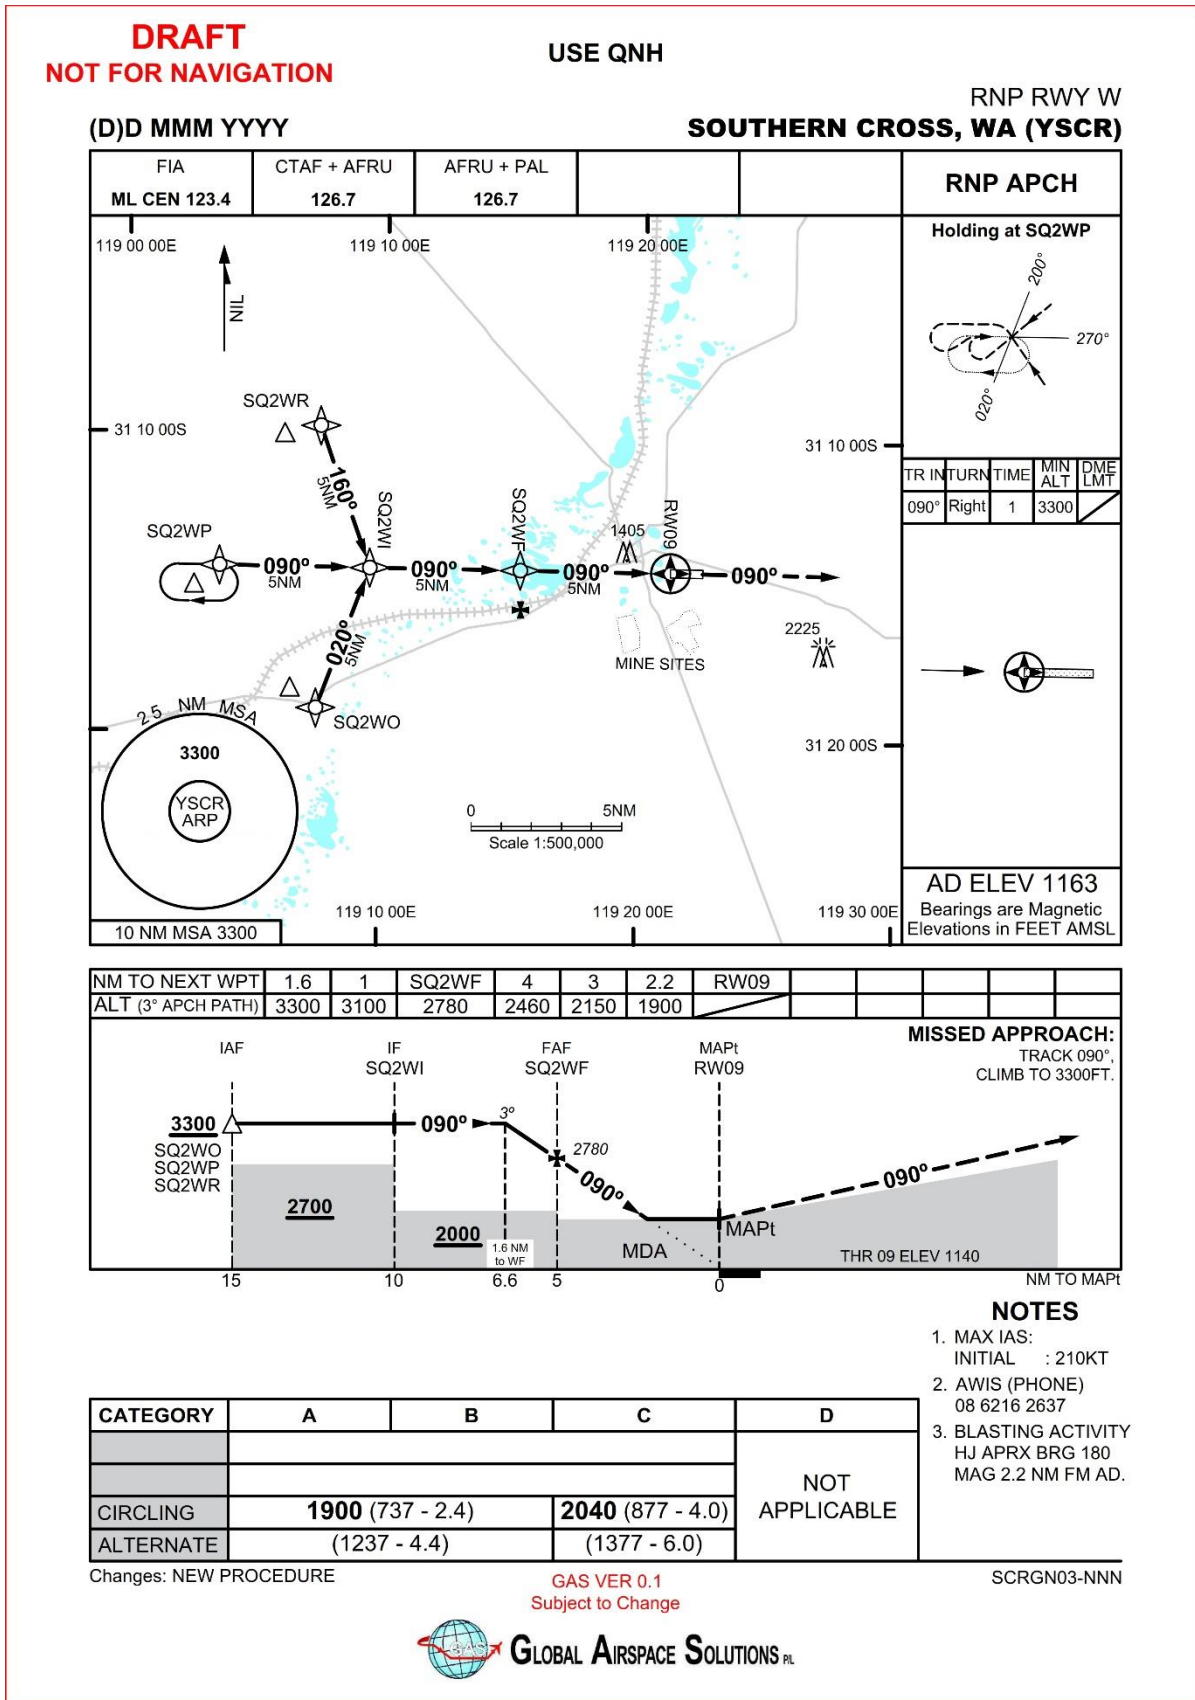 DRAFT
NOT FOR NAVIGATION
USE QNH
RNP RWY W
(D)D MMM YYYY
SOUTHERN CROSS, WA (YSCR)
FIA
ML CEN 123.4
CTAF + AFRU
126.7
AFRU + PAL
126.7
RNP APCH
119 00 00E
119 10 00E
119 20 00E
NIL
SQ2WR
31 10 00S
31 10 00S
160°
5NM
SQ2WI
SQ2WF
RW09
1405
SQ2WP
090°
5NM
090°
5NM
090°
5NM
090°
020°
5NM
MINE SITES
2225
SQ2WO
25 NM MSA
3300
YSCR
ARP
31 20 00S
0 5NM
Scale 1:500,000
119 10 00E
119 20 00E
119 30 00E
10 NM MSA 3300
Holding at SQ2WP
200°
270°
020°
TR IN TURN TIME MIN ALT DME LMT
090° Right 1 3300
AD ELEV 1163
Bearings are Magnetic
Elevations in FEET AMSL
NM TO NEXT WPT 1.6 1 SQ2WF 4 3 2.2 RW09
ALT (3° APCH PATH) 3300 3100 2780 2460 2150 1900
MISSED APPROACH:
TRACK 090°,
CLIMB TO 3300FT.
IAF
IF
SQ2WI
FAF
SQ2WF
MAPt
RW09
3300
SQ2WO
SQ2WP
SQ2WR
090°
3°
2780
090°
090°
2700
2000
1.6 NM
to WF
MDA
MAPt
THR 09 ELEV 1140
15 10 6.6 5 0 NM TO MAPt
NOTES
1. MAX IAS:
INITIAL : 210KT
2. AWIS (PHONE)
08 6216 2637
3. BLASTING ACTIVITY
HJ APRX BRG 180
MAG 2.2 NM FM AD.
CATEGORY A B C D
CIRCLING 1900 (737 - 2.4) 2040 (877 - 4.0)
NOT
APPLICABLE
ALTERNATE (1237 - 4.4) (1377 - 6.0)
Changes: NEW PROCEDURE
GAS VER 0.1
Subject to Change
SCRGN03-NNN
GAS
GLOBAL AIRSPACE SOLUTIONS P/L